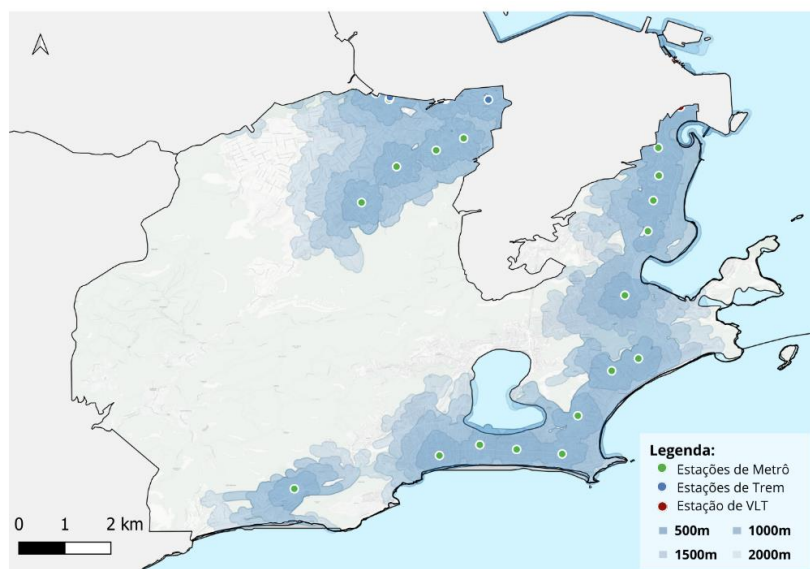 0 1 2 km
Legenda:
Estações de Metrô
Estações de Trem
Estação de VLT
500m 1000m
1500m 2000m